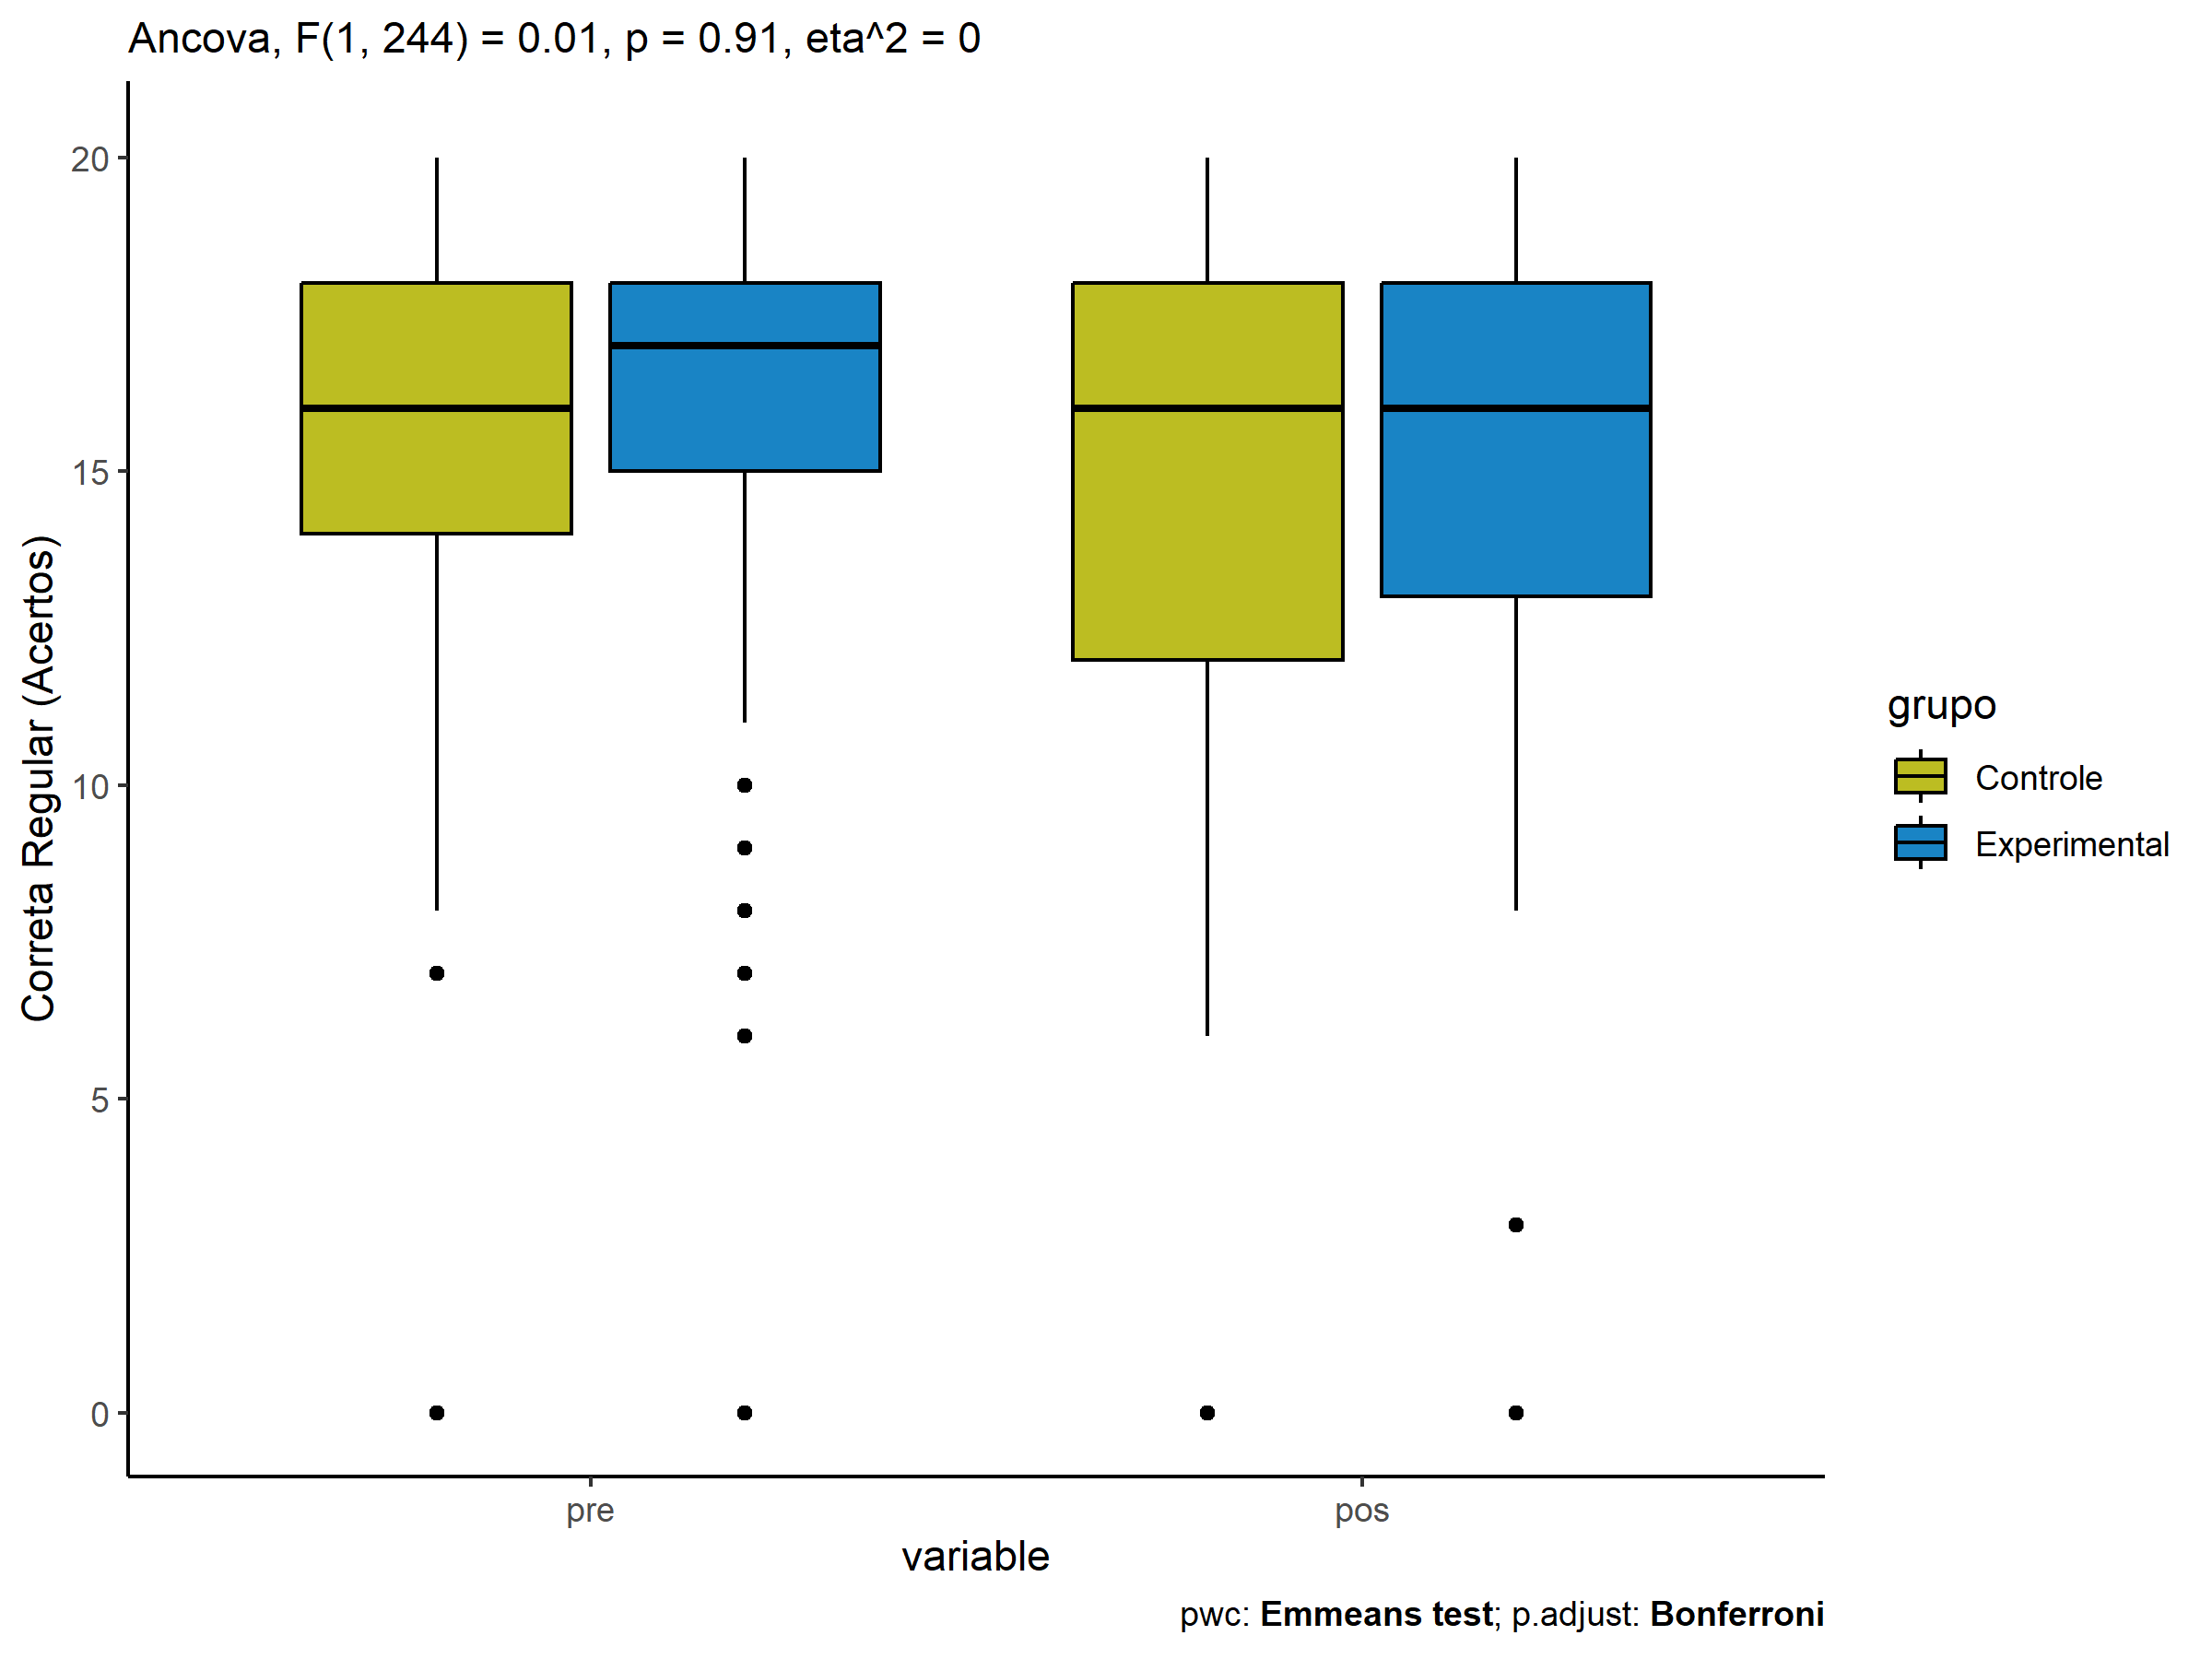 Ancova, F(1, 244) = 0.01, p = 0.91, eta^2 = 0
Correta Regular (Acertos)
20
15
10
5
0
pre
pos
variable
grupo
Controle
Experimental
pwc: Emmeans test; p.adjust: Bonferroni